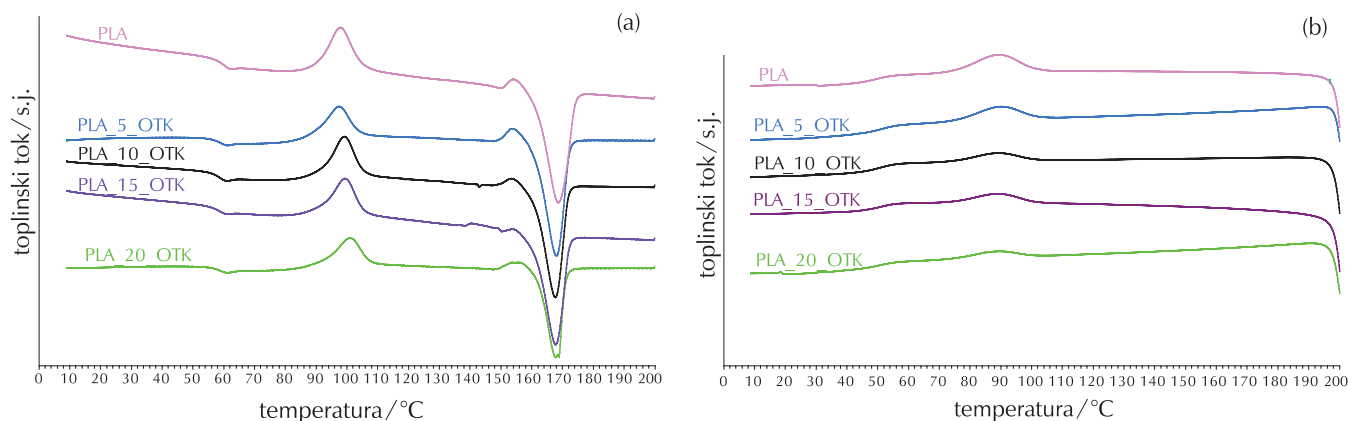 (a)
PLA
PLA_5_OTK
PLA_10_OTK
PLA_15_OTK
PLA_20_OTK
toplinski tok / s.j.
0 10 20 30 40 50 60 70 80 90 100 110 120 130 140 150 160 170 180 190 200
temperatura / °C
(b)
PLA
PLA_5_OTK
PLA_10_OTK
PLA_15_OTK
PLA_20_OTK
toplinski tok / s.j.
0 10 20 30 40 50 60 70 80 90 100 110 120 130 140 150 160 170 180 190 200
temperatura / °C